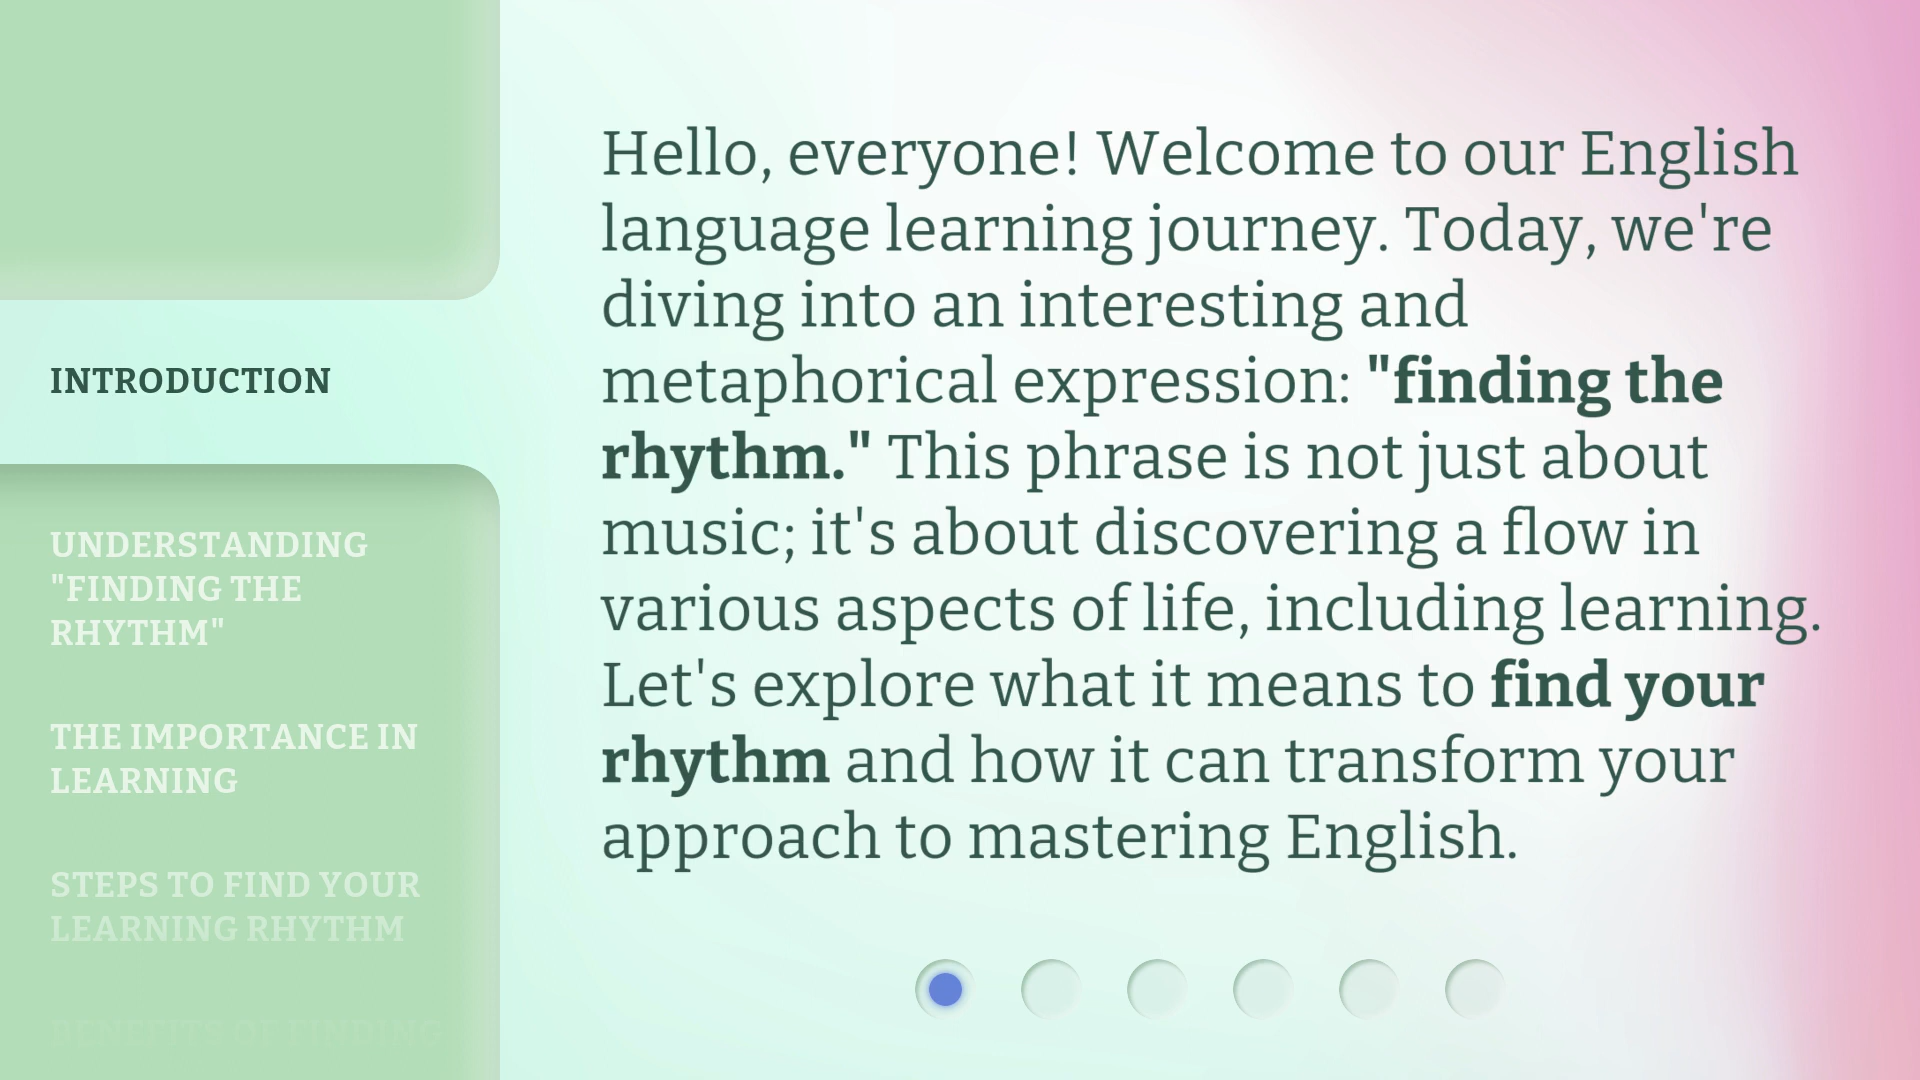 INTRODUCTION
UNDERSTANDING
"FINDING THE
RHYTHM"
THE IMPORTANCE IN
LEARNING
STEPS TO FIND YOUR
LEARNING RHYTHM
BENEFITS OF FINDING
Hello, everyone! Welcome to our English
language learning journey. Today, we're
diving into an interesting and
metaphorical expression: "finding the
rhythm." This phrase is not just about
music; it's about discovering a flow in
various aspects of life, including learning.
Let's explore what it means to find your
rhythm and how it can transform your
approach to mastering English.